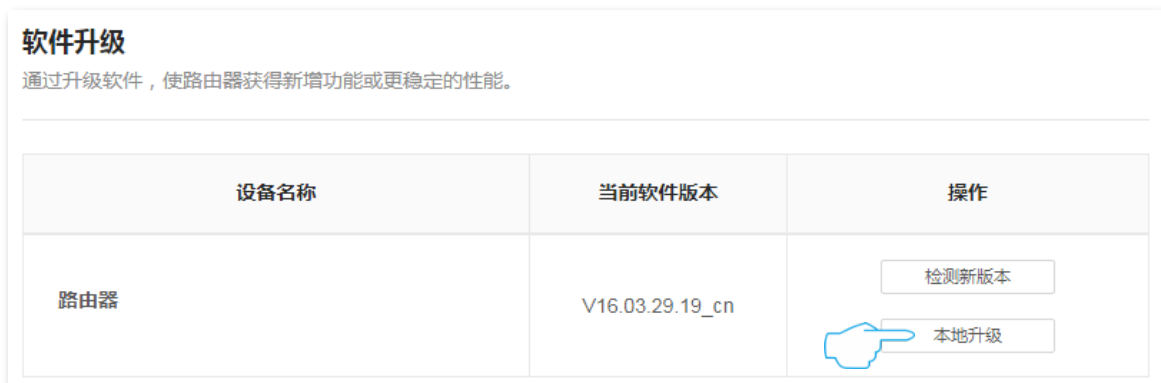 软件升级
通过升级软件，使路由器获得新增功能或更稳定的性能。
设备名称 当前软件版本 操作
检测新版本
路由器 V16.03.29.19_cn
本地升级